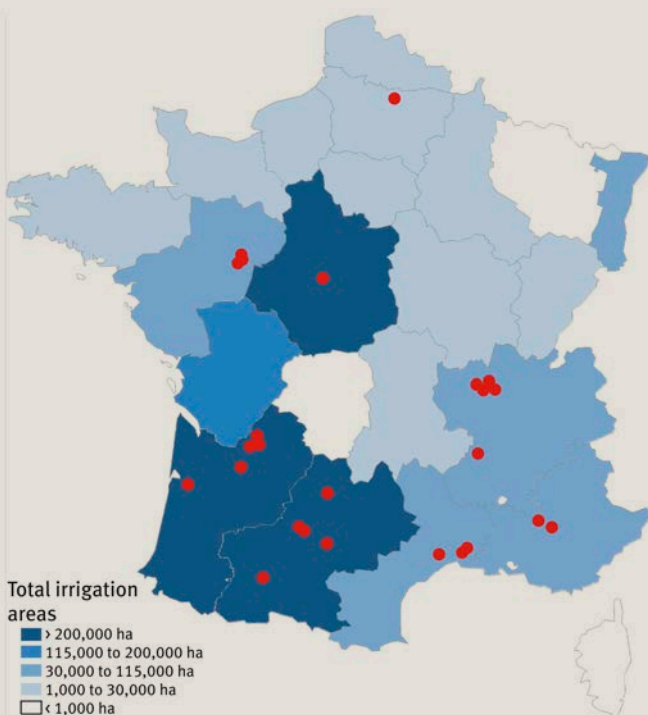 Total irrigation
areas
> 200,000 ha
115,000 to 200,000 ha
30,000 to 115,000 ha
1,000 to 30,000 ha
< 1,000 ha